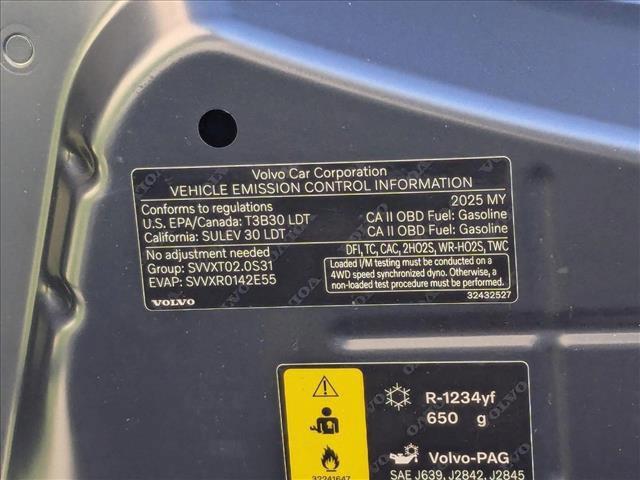 Volvo Car Corporation
VEHICLE EMISSION CONTROL INFORMATION
Conforms to regulations 2025 MY
U.S. EPA/Canada: T3B30 LDT CA II OBD Fuel: Gasoline
California: SULEV 30 LDT CA II OBD Fuel: Gasoline
No adjustment needed DFI, TC, CAC, 2HO2S, WR-HO2S, TWC
Group: SVVXT02.0S31
EVAP: SVVXR0142E55
Loaded I/M testing must be conducted on a
4WD speed synchronized dyno. Otherwise, a
non-loaded test procedure must be performed.
VOLVO 32432527
R-1234yf
650 g
Volvo-PAG
SAE J639, J2842, J2845
32241647